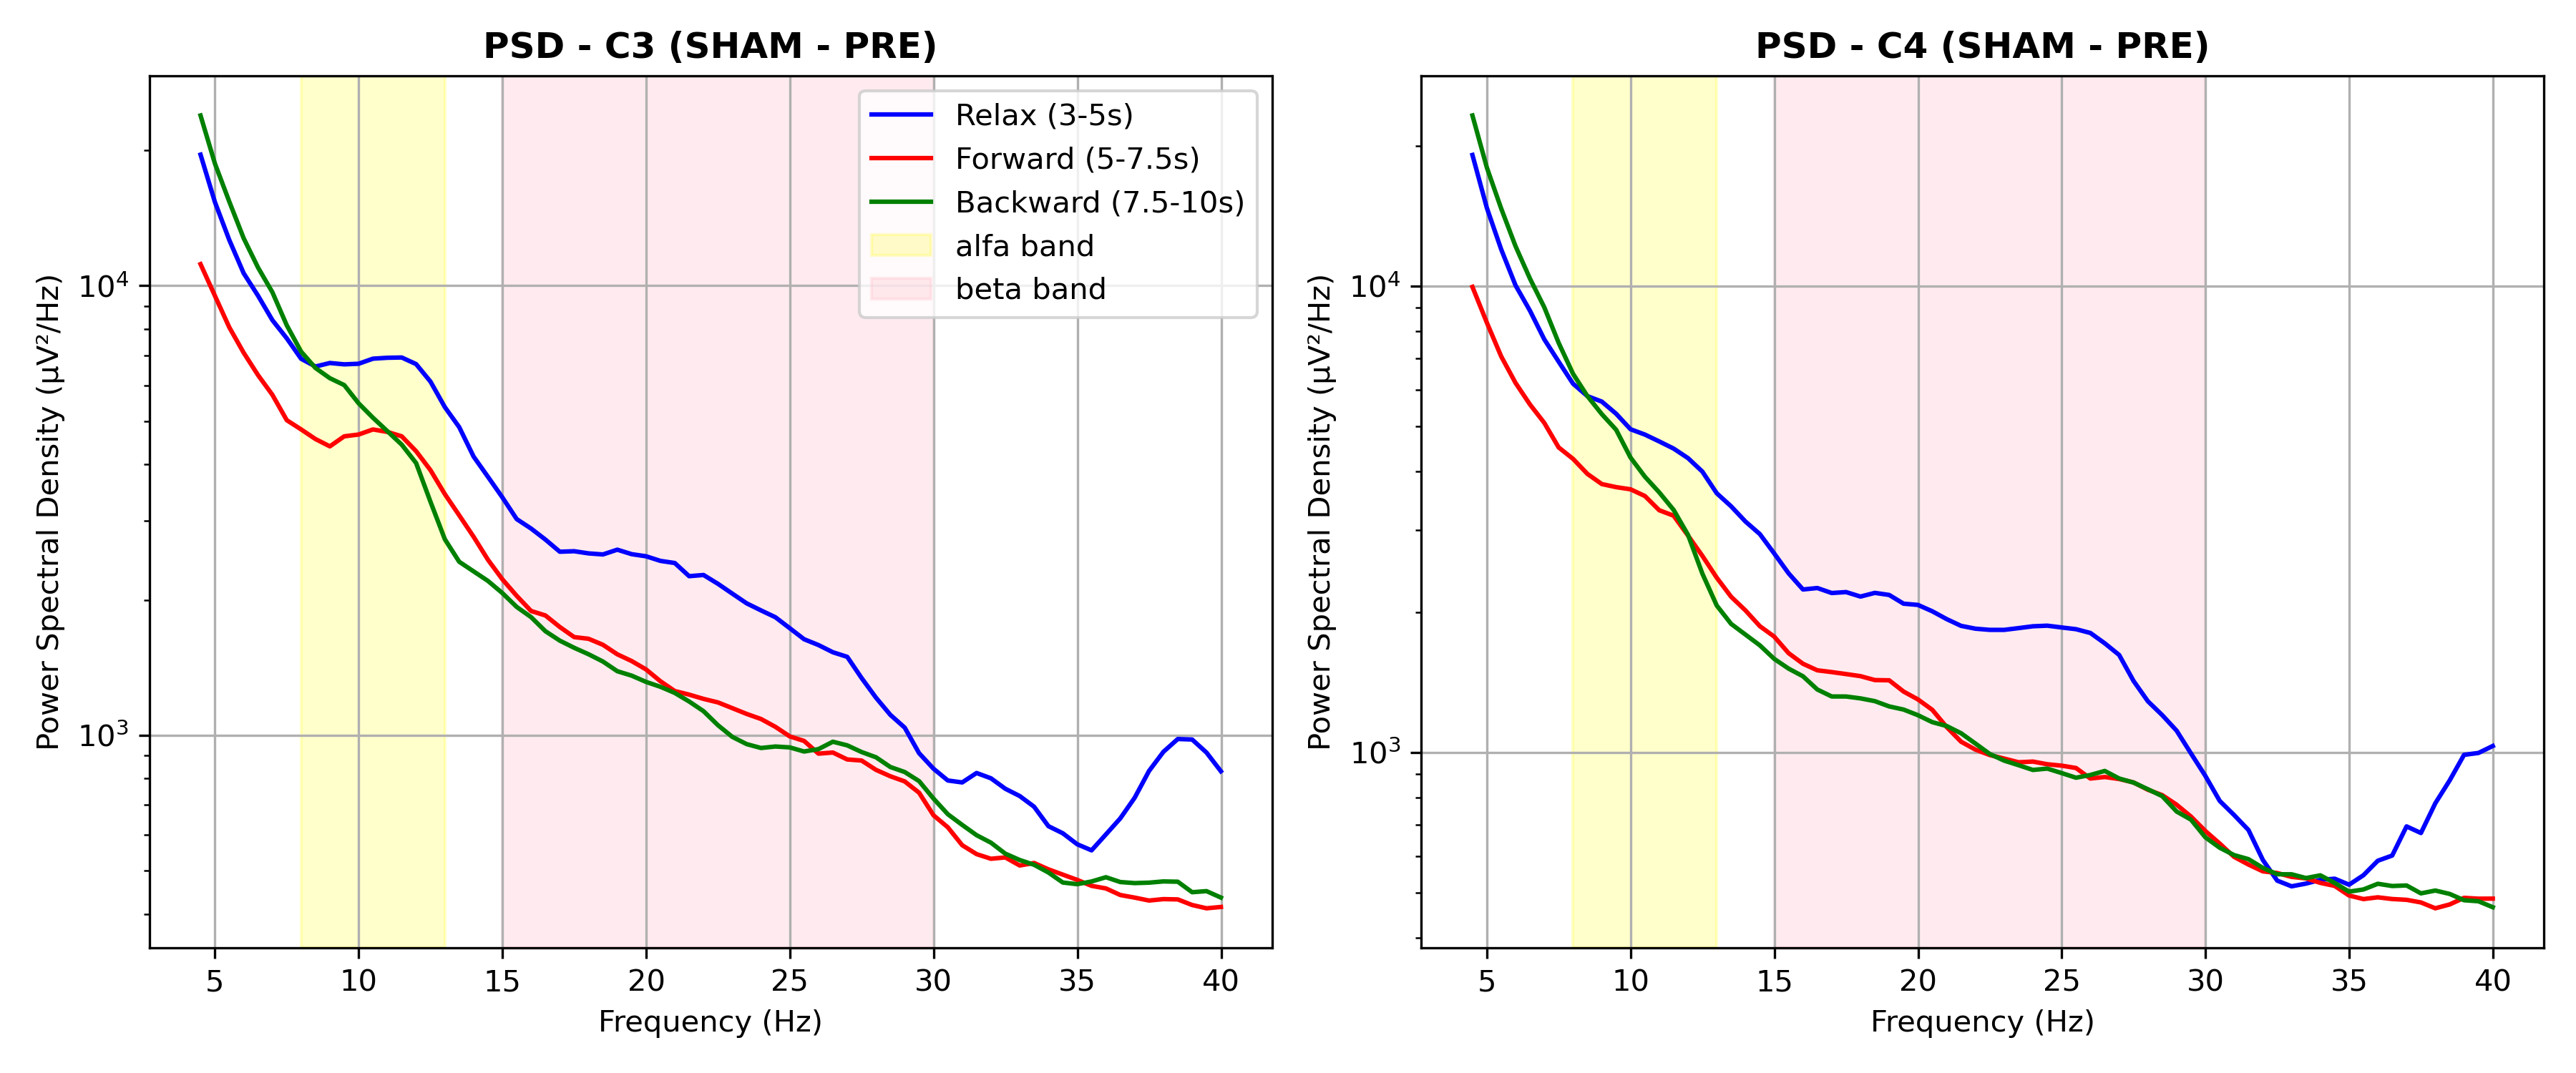 PSD - C3 (SHAM - PRE)
Power Spectral Density (µV²/Hz)
10⁴
10³
Relax (3-5s)
Forward (5-7.5s)
Backward (7.5-10s)
alfa band
beta band
5 10 15 20 25 30 35 40
Frequency (Hz)
PSD - C4 (SHAM - PRE)
Power Spectral Density (µV²/Hz)
10⁴
10³
5 10 15 20 25 30 35 40
Frequency (Hz)